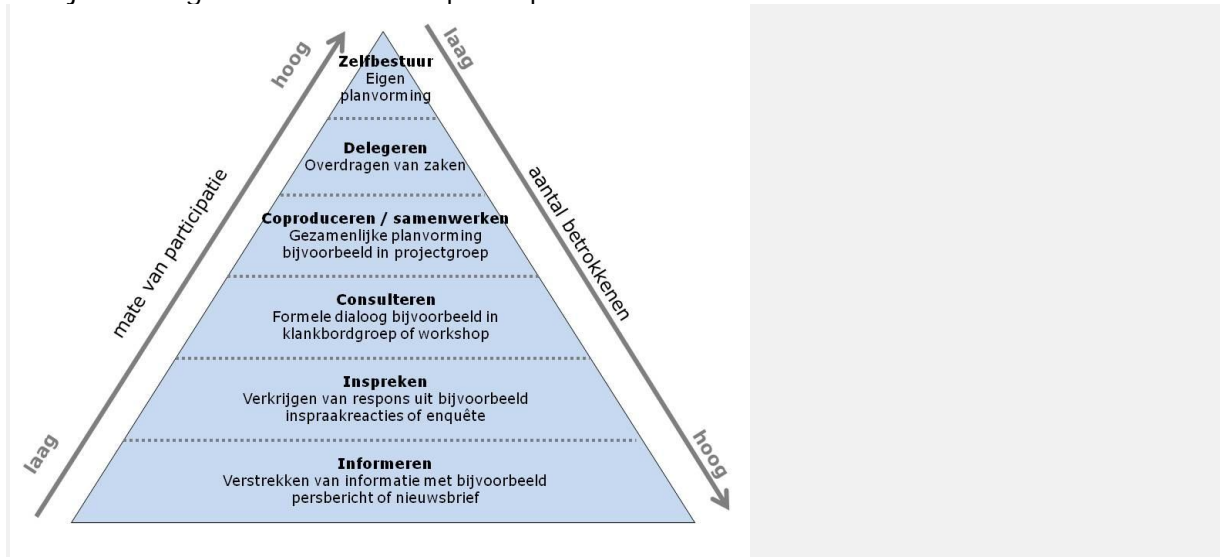 hoog
laag
Zelfbestuur
Eigen
planvorming
Delegeren
Overdragen van zaken
Coproduceren / samenwerken
Gezamenlijke planvorming
bijvoorbeeld in projectgroep
Consulteren
Formele dialoog bijvoorbeeld in
klankbordgroep of workshop
Inspreken
Verkrijgen van respons uit bijvoorbeeld
inspraakreacties of enquête
Informeren
Verstrekken van informatie met bijvoorbeeld
persbericht of nieuwsbrief
mate van participatie
aantal betrokkenen
laag
hoog